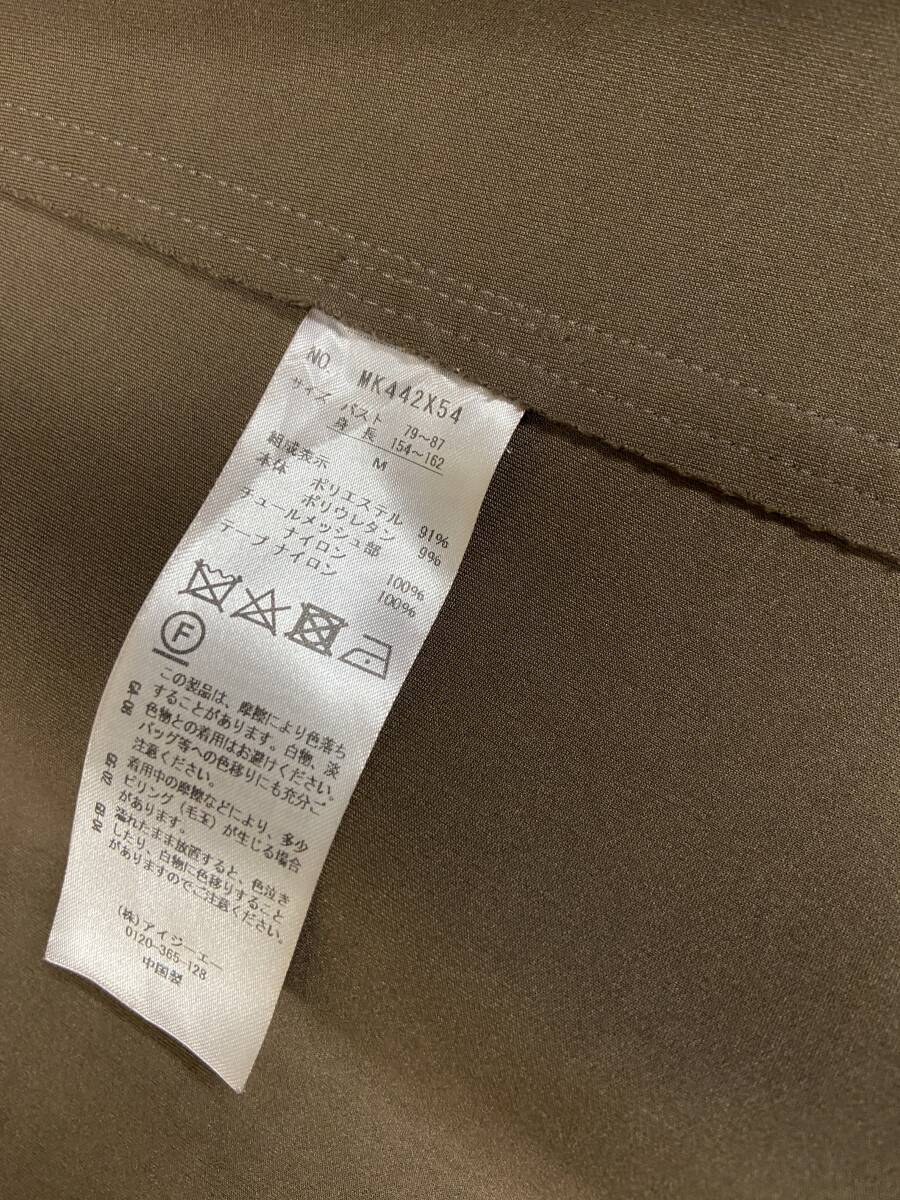 NO. MK442X54
サイズ バスト 79~87
身長 154~162
M
組成表示
本体 ポリエステル 91%
ポリウレタン 9%
チュールメッシュ部
ナイロン 100%
テープ ナイロン 100%
F
この製品は、摩擦により色落ち
することがあります。白物、淡
色物との着用はお避けください。
バッグ等への色移りにも充分ご
注意ください。
着用中の摩擦などにより、多少
ピリング(毛玉)が生じる場合
があります。
濡れたまま放置すると、色泣き
したり、白物に色移りすること
がありますのでご注意ください。
(株)アイジーエー
0120-365-128
中国製